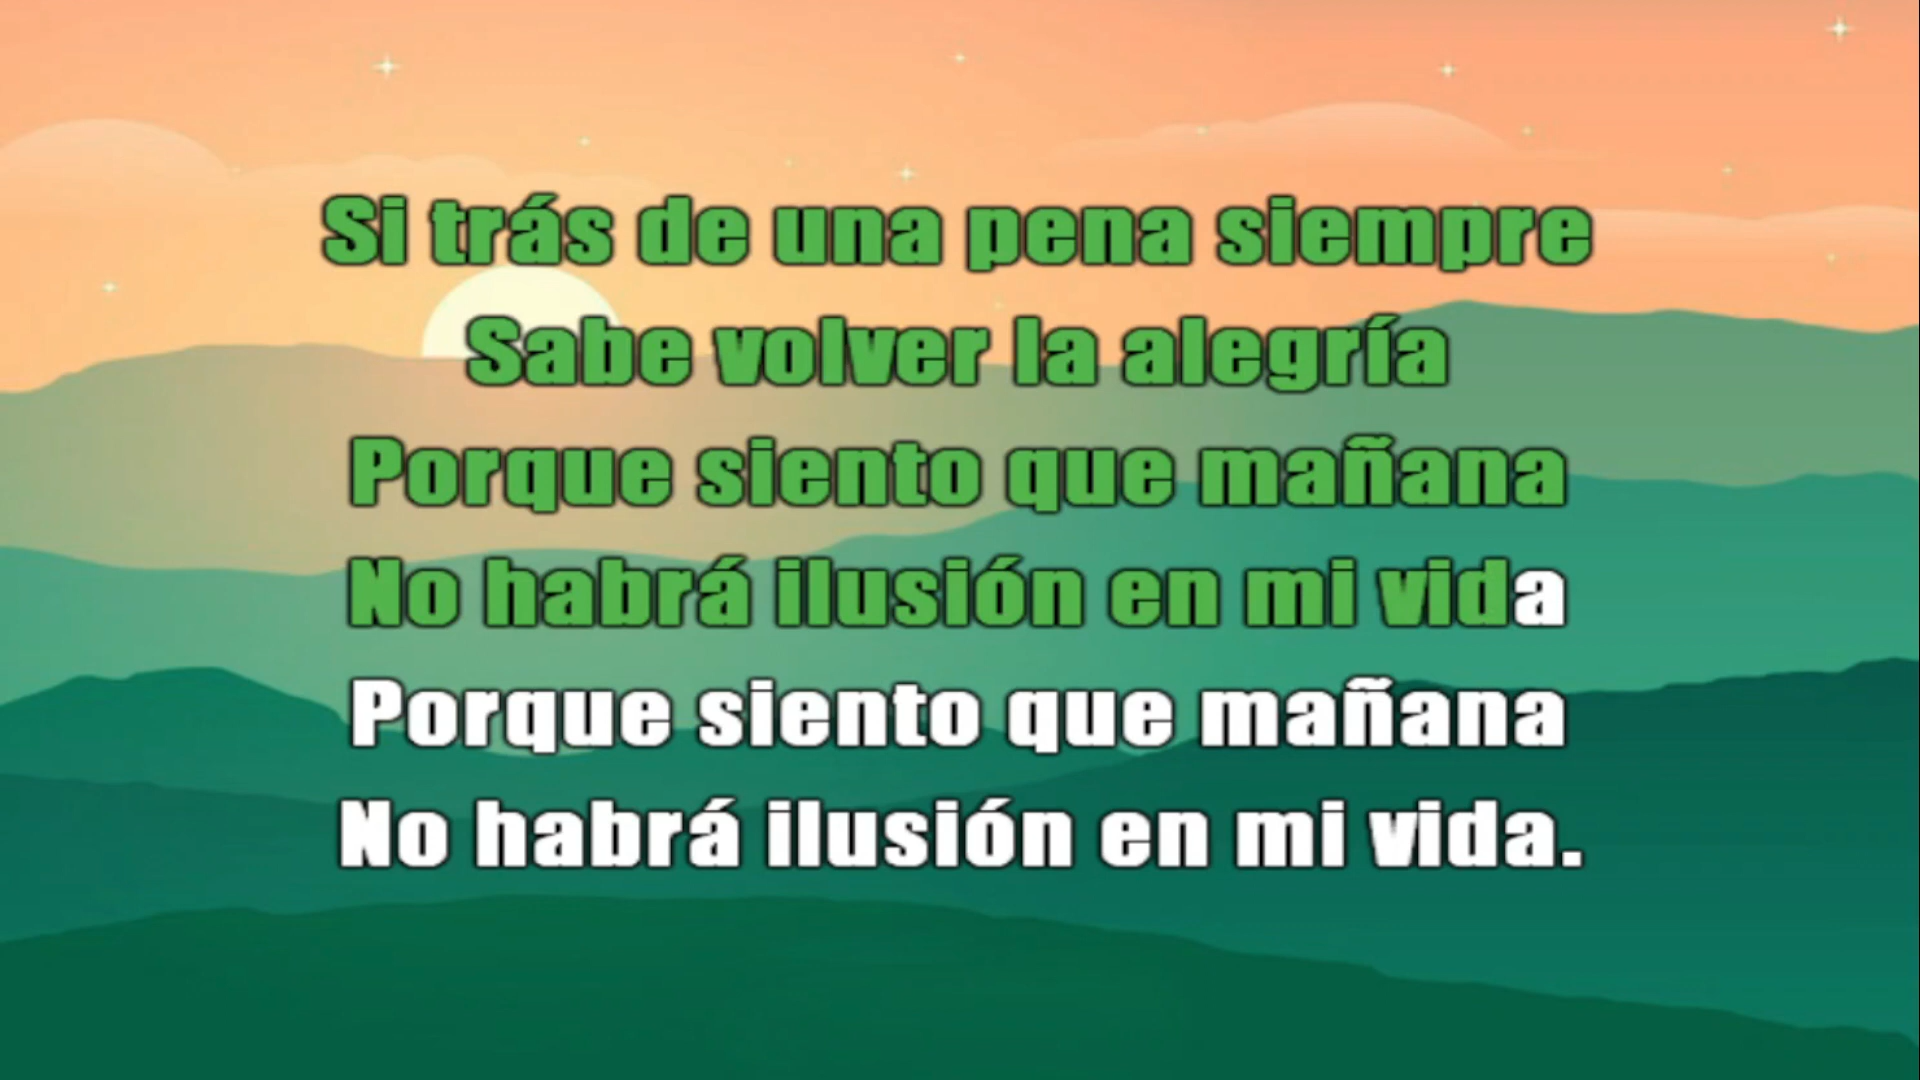 Si trás de una pena siempre
Sabe volver la alegría
Porque siento que mañana
No habrá ilusión en mi vida
Porque siento que mañana
No habrá ilusión en mi vida.